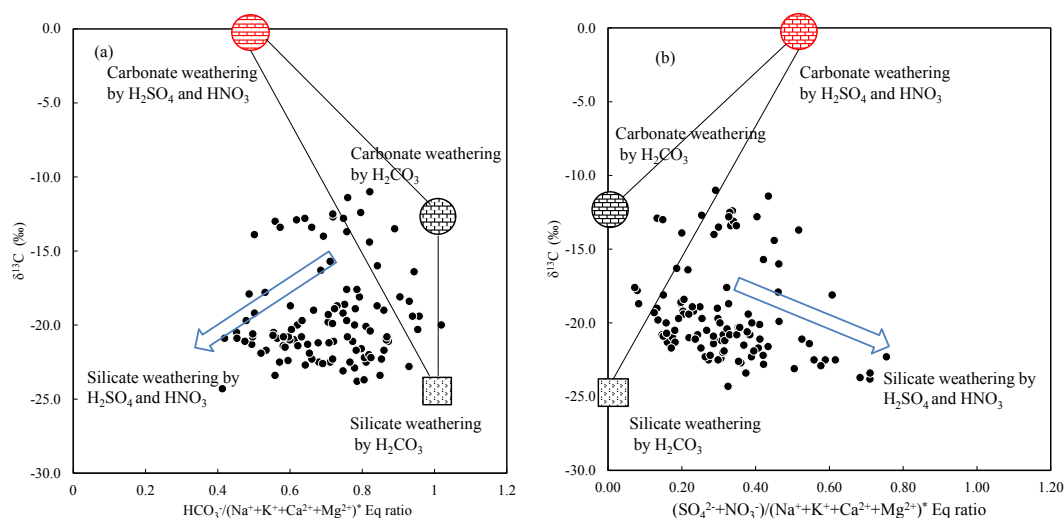 0.0
-5.0
-10.0
-15.0
-20.0
-25.0
-30.0
δ¹³C (‰)
(a)
Carbonate weathering
by H₂SO₄ and HNO₃
Carbonate weathering
by H₂CO₃
Silicate weathering by
H₂SO₄ and HNO₃
Silicate weathering
by H₂CO₃
0
0.2
0.4
0.6
0.8
1
1.2
HCO₃⁻/(Na⁺+K⁺+Ca²⁺+Mg²⁺)* Eq ratio
0.0
-5.0
-10.0
-15.0
-20.0
-25.0
-30.0
δ¹³C (‰)
(b)
Carbonate weathering
by H₂SO₄ and HNO₃
Carbonate weathering
by H₂CO₃
Silicate weathering by
H₂SO₄ and HNO₃
Silicate weathering
by H₂CO₃
0.00
0.20
0.40
0.60
0.80
1.00
1.20
(SO₄²⁻+NO₃⁻)/(Na⁺+K⁺+Ca²⁺+Mg²⁺)* Eq ratio